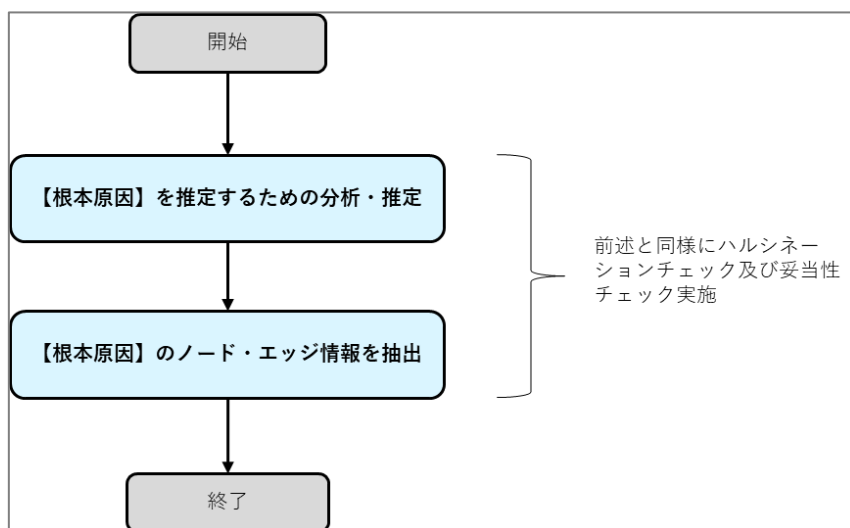 開始
【根本原因】を推定するための分析・推定
前述と同様にハルシネー
ションチェック及び妥当性
チェック実施
【根本原因】のノード・エッジ情報を抽出
終了